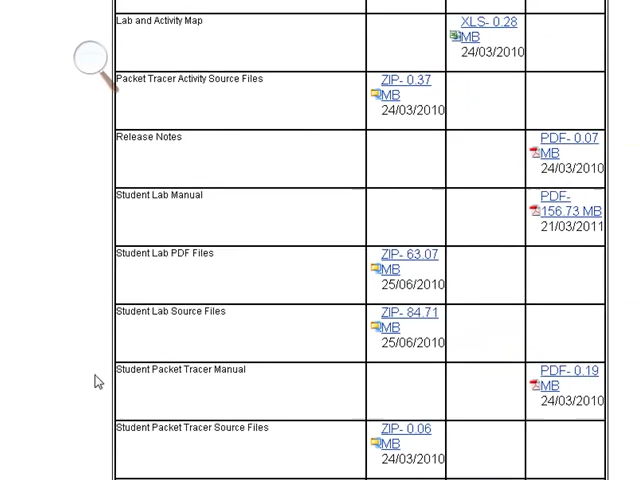 Lab and Activity Map
XLS- 0.28
MB
24/03/2010
Packet Tracer Activity Source Files
ZIP- 0.37
MB
24/03/2010
Release Notes
PDF- 0.07
MB
24/03/2010
Student Lab Manual
PDF-
156.73 MB
21/03/2011
Student Lab PDF Files
ZIP- 63.07
MB
25/06/2010
Student Lab Source Files
ZIP- 84.71
MB
25/06/2010
Student Packet Tracer Manual
PDF- 0.19
MB
24/03/2010
Student Packet Tracer Source Files
ZIP- 0.06
MB
24/03/2010